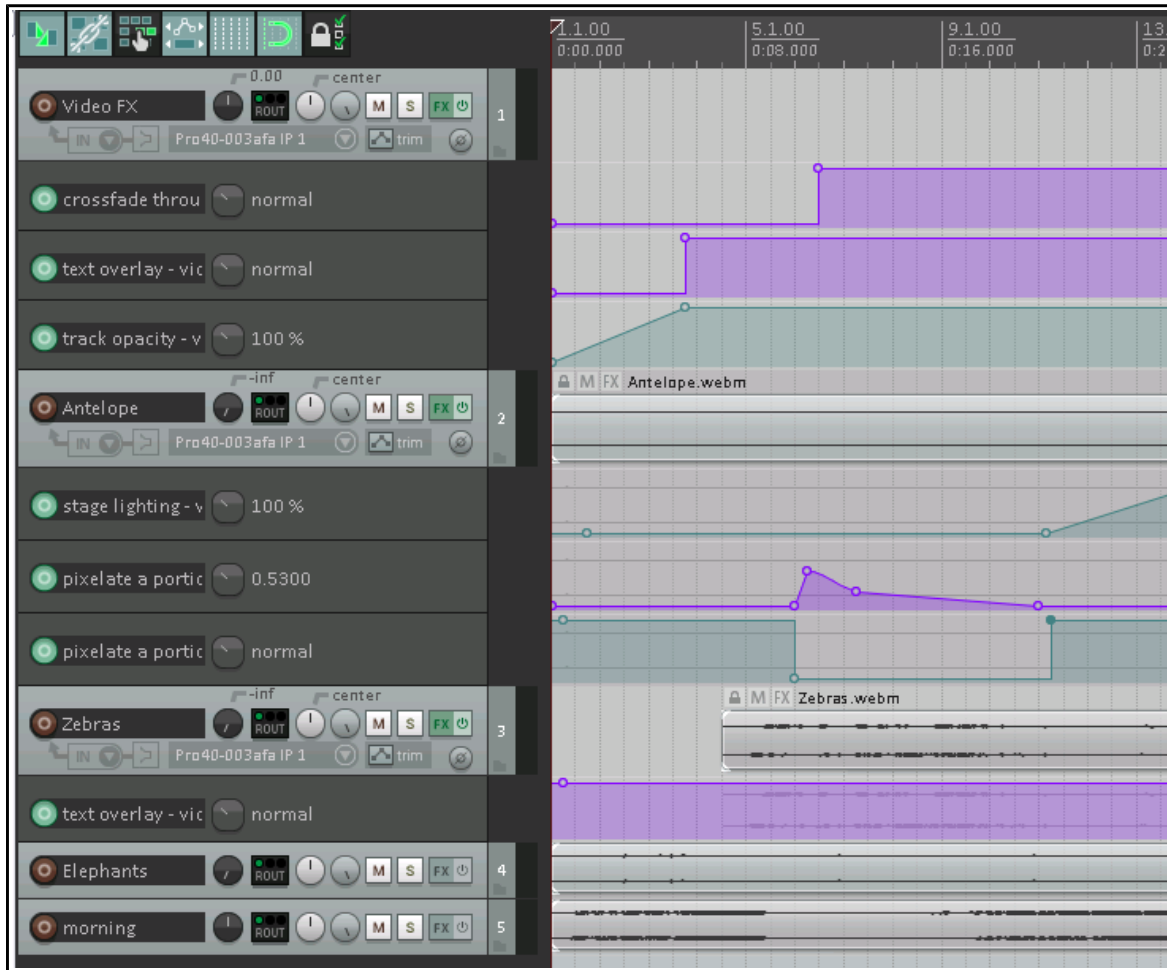 1.1.00 5.1.00 9.1.00 13
0:00.000 0:08.000 0:16.000 0:2
0.00 center
Video FX ROUT M S FX 1
IN Pro40-003afa IP 1 trim
crossfade throu normal
text overlay - vic normal
track opacity - v 100 %
-inf center
M FX Antelope.webm
Antelope ROUT M S FX 2
IN Pro40-003afa IP 1 trim
stage lighting - v 100 %
pixelate a portic 0.5300
pixelate a portic normal
-inf center
M FX Zebras.webm
Zebras ROUT M S FX 3
IN Pro40-003afa IP 1 trim
text overlay - vic normal
Elephants ROUT M S FX 4
morning ROUT M S FX 5